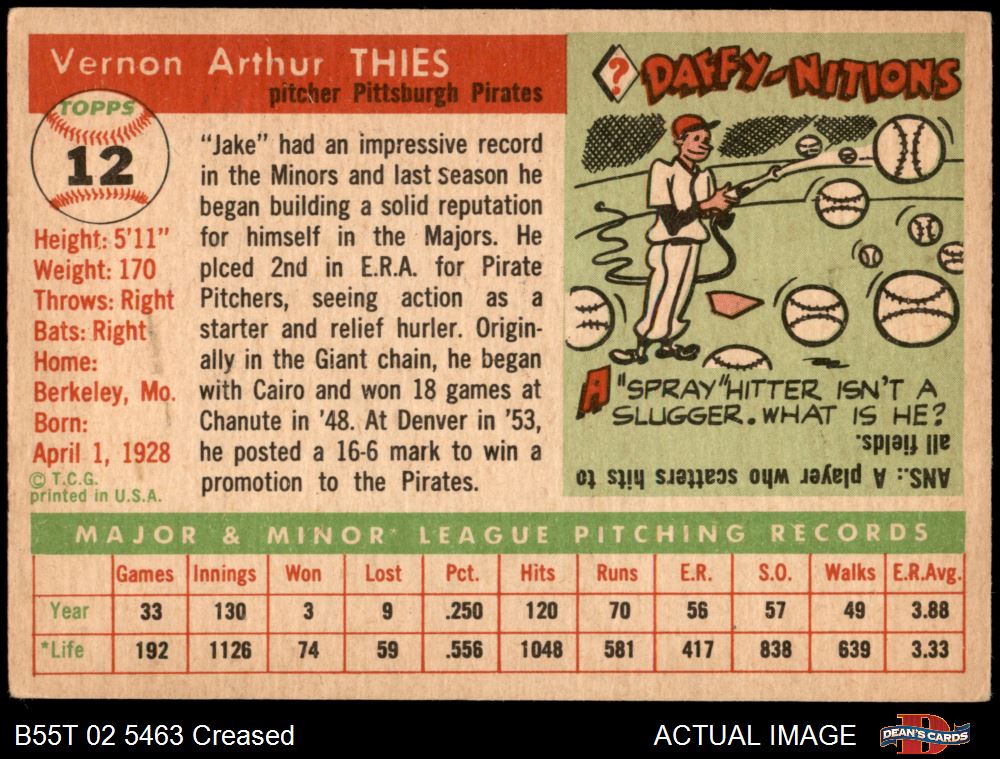 Vernon Arthur THIES
pitcher Pittsburgh Pirates
TOPPS
12
Height: 5'11"
Weight: 170
Throws: Right
Bats: Right
Home:
Berkeley, Mo.
Born:
April 1, 1928
© T.C.G.
printed in U.S.A.
"Jake" had an impressive record
in the Minors and last season he
began building a solid reputation
for himself in the Majors. He
plced 2nd in E.R.A. for Pirate
Pitchers, seeing action as a
starter and relief hurler. Origin-
ally in the Giant chain, he began
with Cairo and won 18 games at
Chanute in '48. At Denver in '53,
he posted a 16-6 mark to win a
promotion to the Pirates.
? DAFFY-NITIONS
A "SPRAY" HITTER ISN'T A
SLUGGER. WHAT IS HE?
ANS.: A player who scatters hits to
all fields.
MAJOR & MINOR* LEAGUE PITCHING RECORDS
Games Innings Won Lost Pct. Hits Runs E.R. S.O. Walks E.R.Avg.
Year 33 130 3 9 .250 120 70 56 57 49 3.88
*Life 192 1126 74 59 .556 1048 581 417 838 639 3.33
B55T 02 5463 Creased
ACTUAL IMAGE
D
DEAN'S CARDS